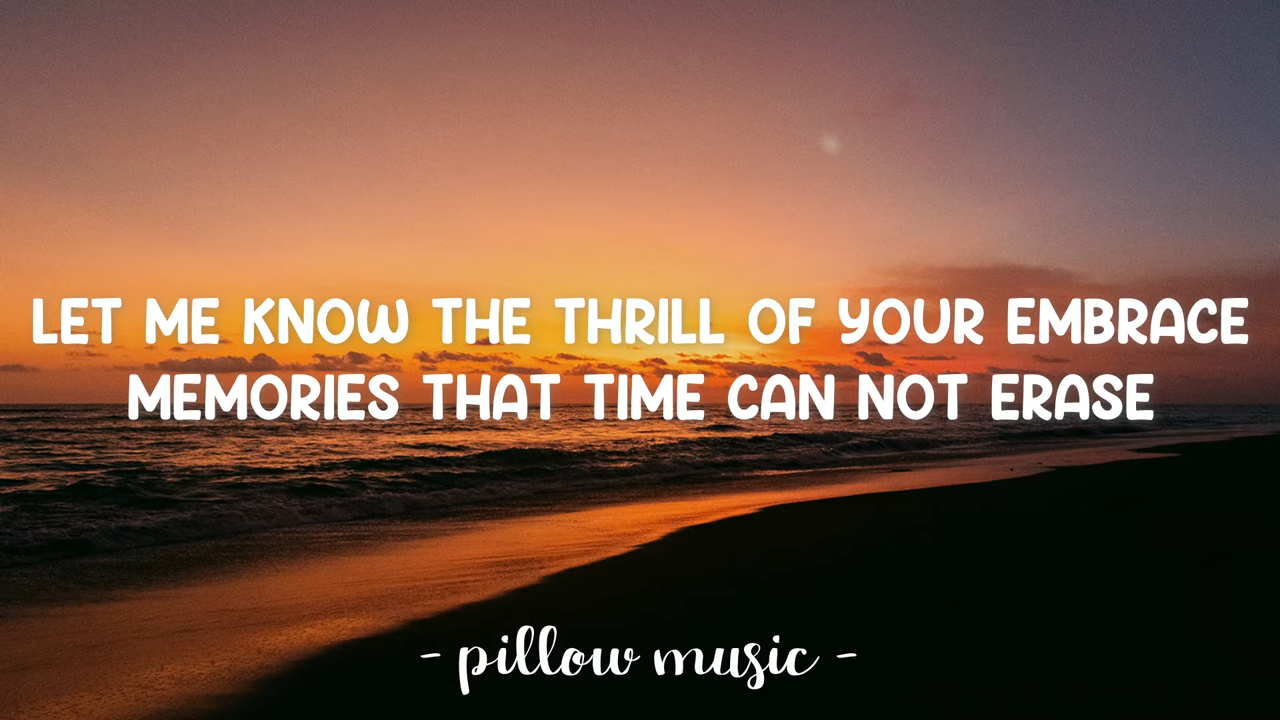 LET ME KNOW THE THRILL OF YOUR EMBRACE
MEMORIES THAT TIME CAN NOT ERASE
- pillow music -